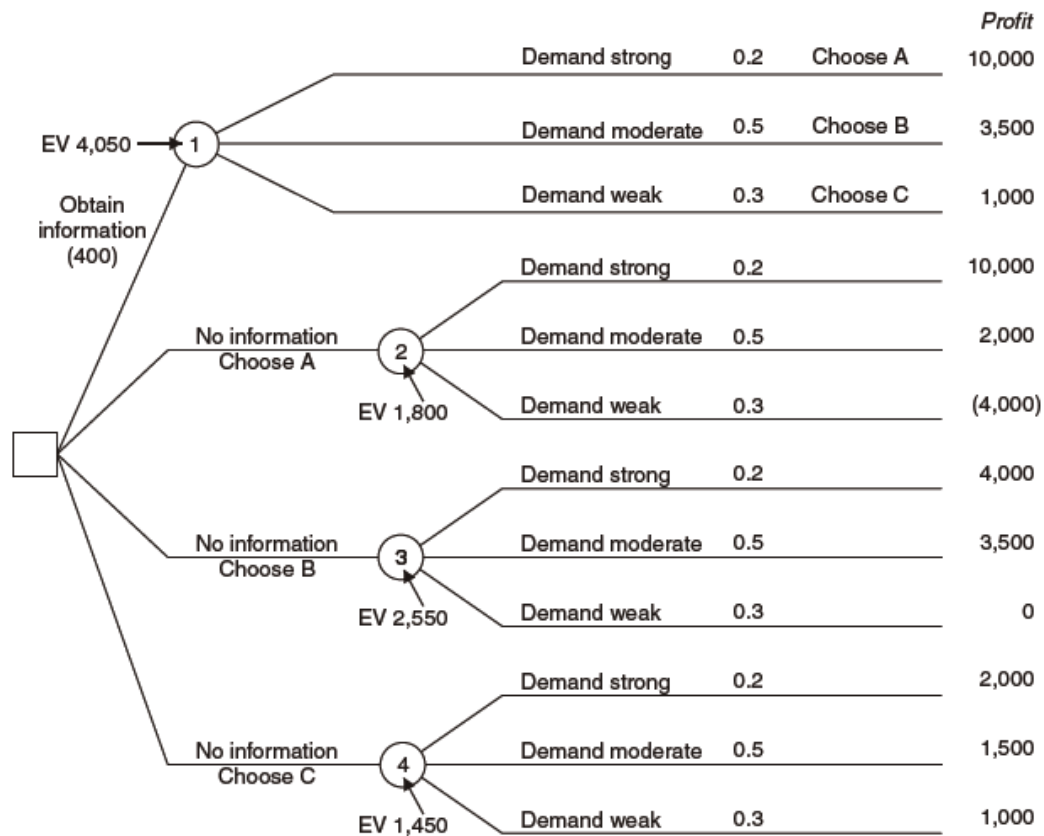 Profit
Demand strong 0.2 Choose A 10,000
EV 4,050 1 Demand moderate 0.5 Choose B 3,500
Demand weak 0.3 Choose C 1,000
Obtain
information
(400)
Demand strong 0.2 10,000
No information
Choose A
2 Demand moderate 0.5 2,000
EV 1,800
Demand weak 0.3 (4,000)
Demand strong 0.2 4,000
No information
Choose B
3 Demand moderate 0.5 3,500
EV 2,550
Demand weak 0.3 0
Demand strong 0.2 2,000
No information
Choose C
4 Demand moderate 0.5 1,500
EV 1,450
Demand weak 0.3 1,000